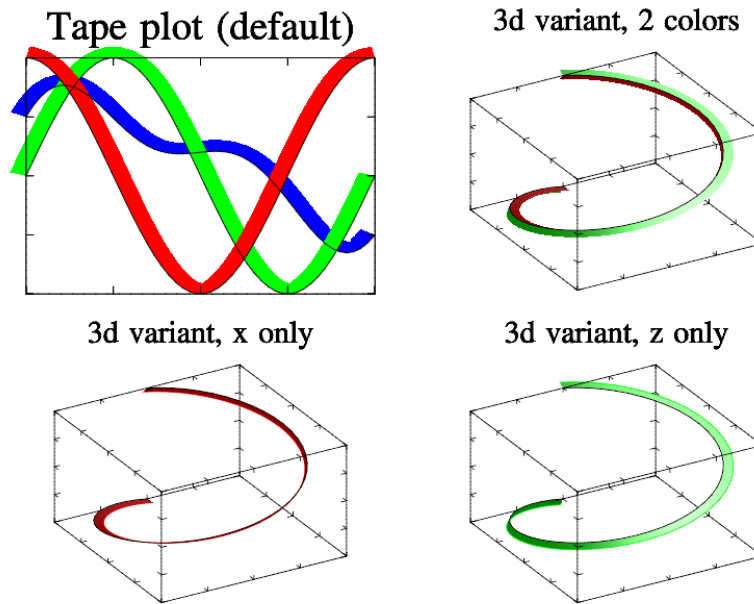 Tape plot (default)
3d variant, 2 colors
3d variant, x only
3d variant, z only